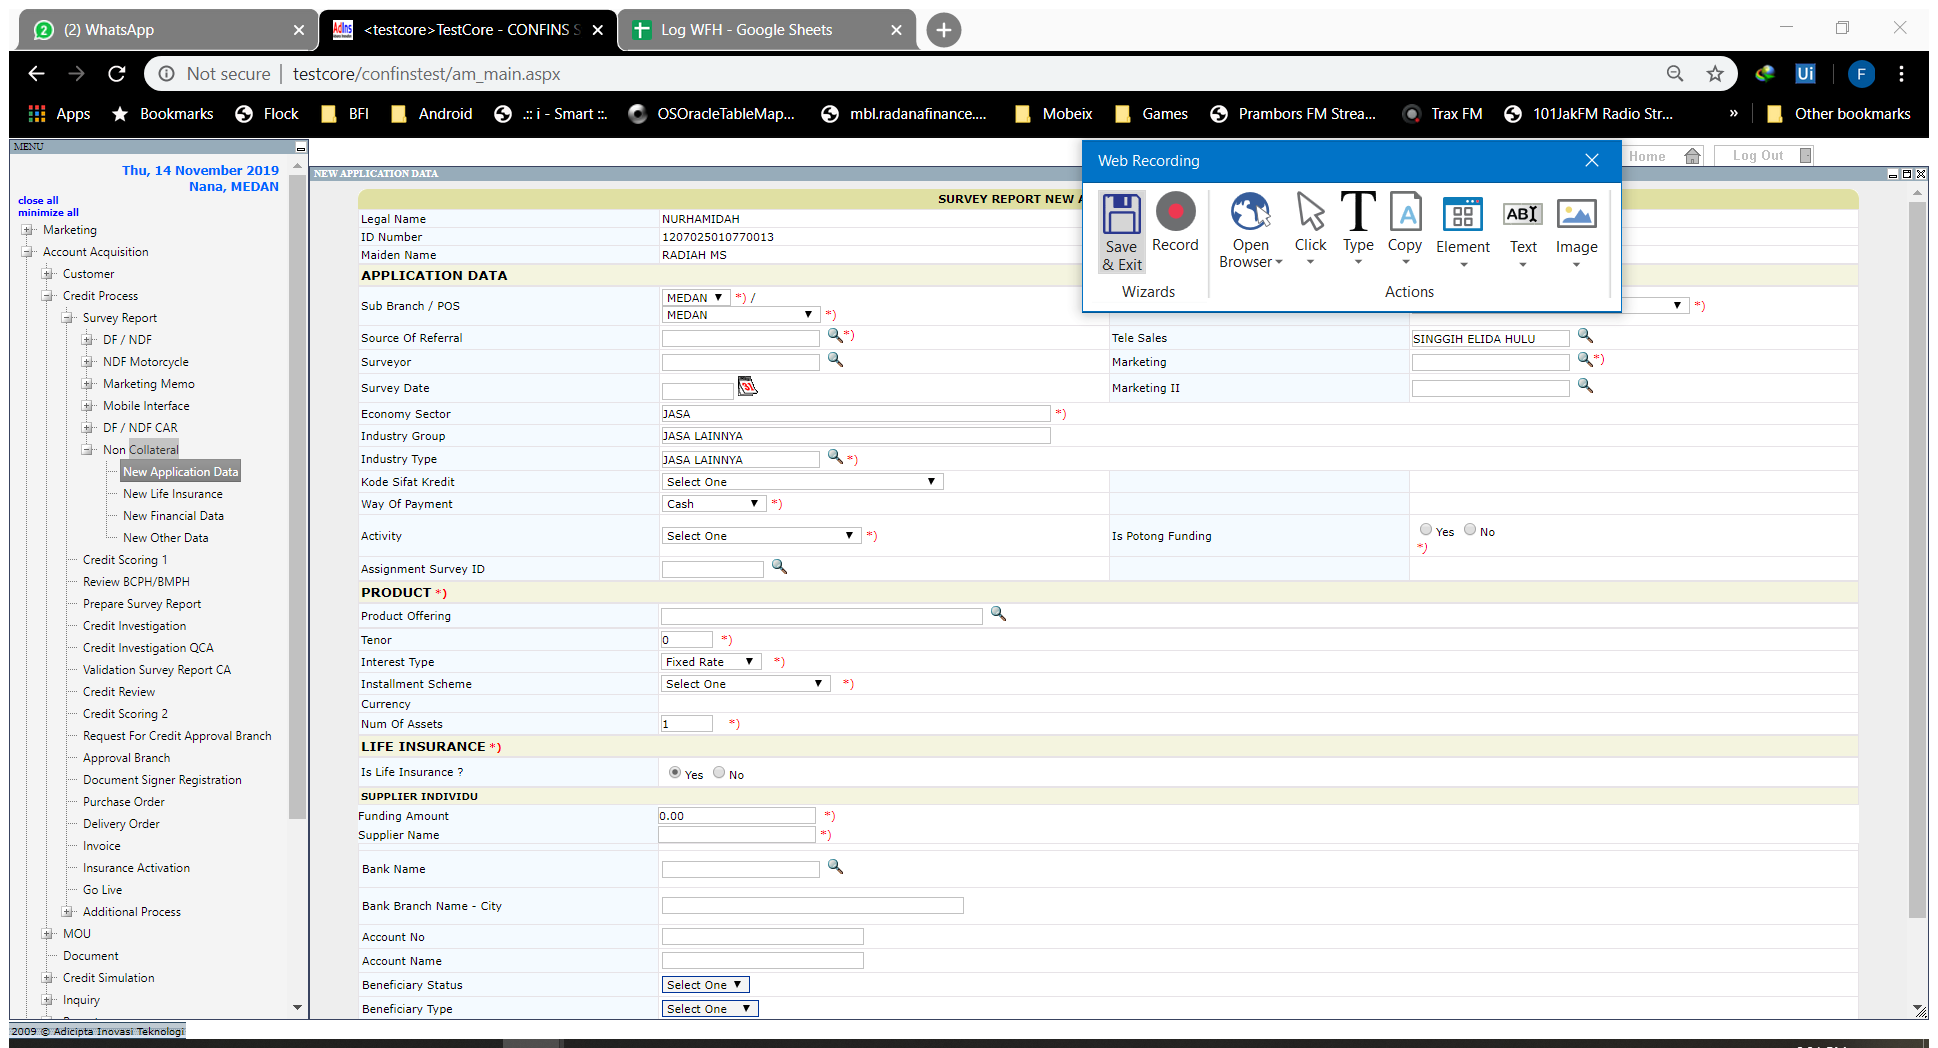 (2) WhatsApp
<testcore>TestCore - CONFINS S
Log WFH - Google Sheets
Not secure | testcore/confinstest/am_main.aspx
Ui
F
Apps Bookmarks Flock BFI Android .:: i - Smart ::. OSOracleTableMap... mbl.radanafinance.... Mobeix Games Prambors FM Strea... Trax FM 101JakFM Radio Str... » Other bookmarks
MENU
Thu, 14 November 2019
Nana, MEDAN
close all
minimize all
Marketing
Account Acquisition
Customer
Credit Process
Survey Report
DF / NDF
NDF Motorcycle
Marketing Memo
Mobile Interface
DF / NDF CAR
Non Collateral
New Application Data
New Life Insurance
New Financial Data
New Other Data
Credit Scoring 1
Review BCPH/BMPH
Prepare Survey Report
Credit Investigation
Credit Investigation QCA
Validation Survey Report CA
Credit Review
Credit Scoring 2
Request For Credit Approval Branch
Approval Branch
Document Signer Registration
Purchase Order
Delivery Order
Invoice
Insurance Activation
Go Live
Additional Process
MOU
Document
Credit Simulation
Inquiry
2009 © Adicipta Inovasi Teknologi
Home
Log Out
Web Recording
Save & Exit
Record
Open Browser
Click
Type
Copy
Element
Text
Image
Wizards
Actions
NEW APPLICATION DATA
SURVEY REPORT NEW A
Legal Name NURHAMIDAH
ID Number 1207025010770013
Maiden Name RADIAH MS
APPLICATION DATA
Sub Branch / POS MEDAN *) /
MEDAN *)
*)
Source Of Referral *) Tele Sales SINGGIH ELIDA HULU
Surveyor Marketing *)
Survey Date 31 Marketing II
Economy Sector JASA *)
Industry Group JASA LAINNYA
Industry Type JASA LAINNYA *)
Kode Sifat Kredit Select One
Way Of Payment Cash *)
Activity Select One *) Is Potong Funding Yes No
*)
Assignment Survey ID
PRODUCT *)
Product Offering
Tenor 0 *)
Interest Type Fixed Rate *)
Installment Scheme Select One *)
Currency
Num Of Assets 1 *)
LIFE INSURANCE *)
Is Life Insurance ? Yes No
SUPPLIER INDIVIDU
Funding Amount 0.00 *)
Supplier Name *)
Bank Name
Bank Branch Name - City
Account No
Account Name
Beneficiary Status Select One
Beneficiary Type Select One